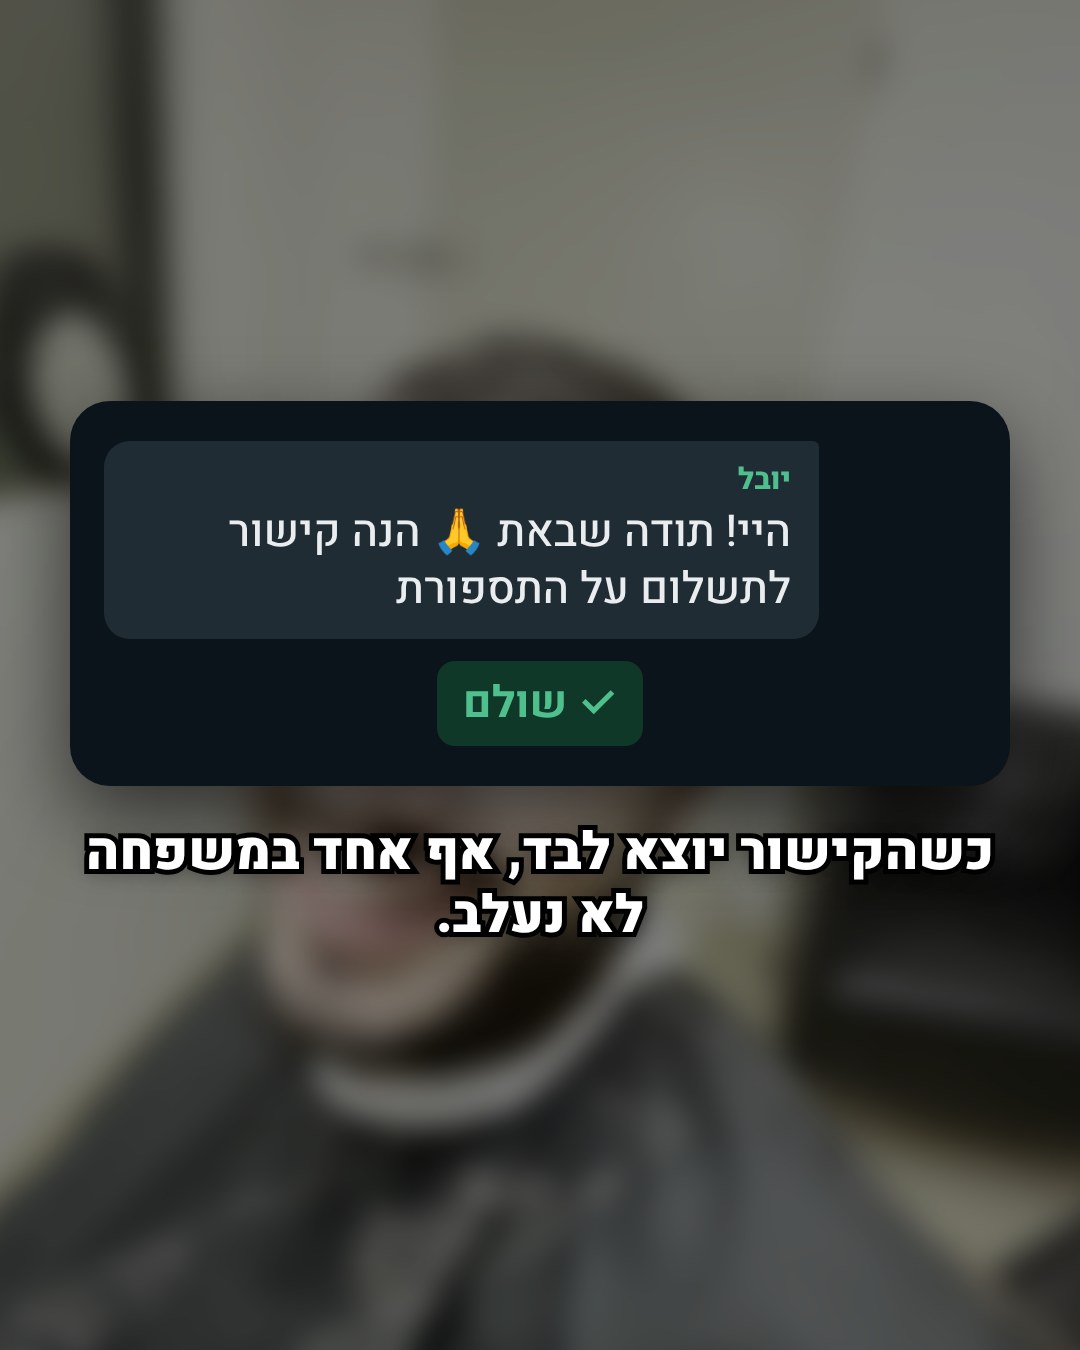 יובל
היי! תודה שבאת 🙏 הנה קישור
לתשלום על התספורת
✓ שולם
כשהקישור יוצא לבד, אף אחד במשפחה
לא נעלב.